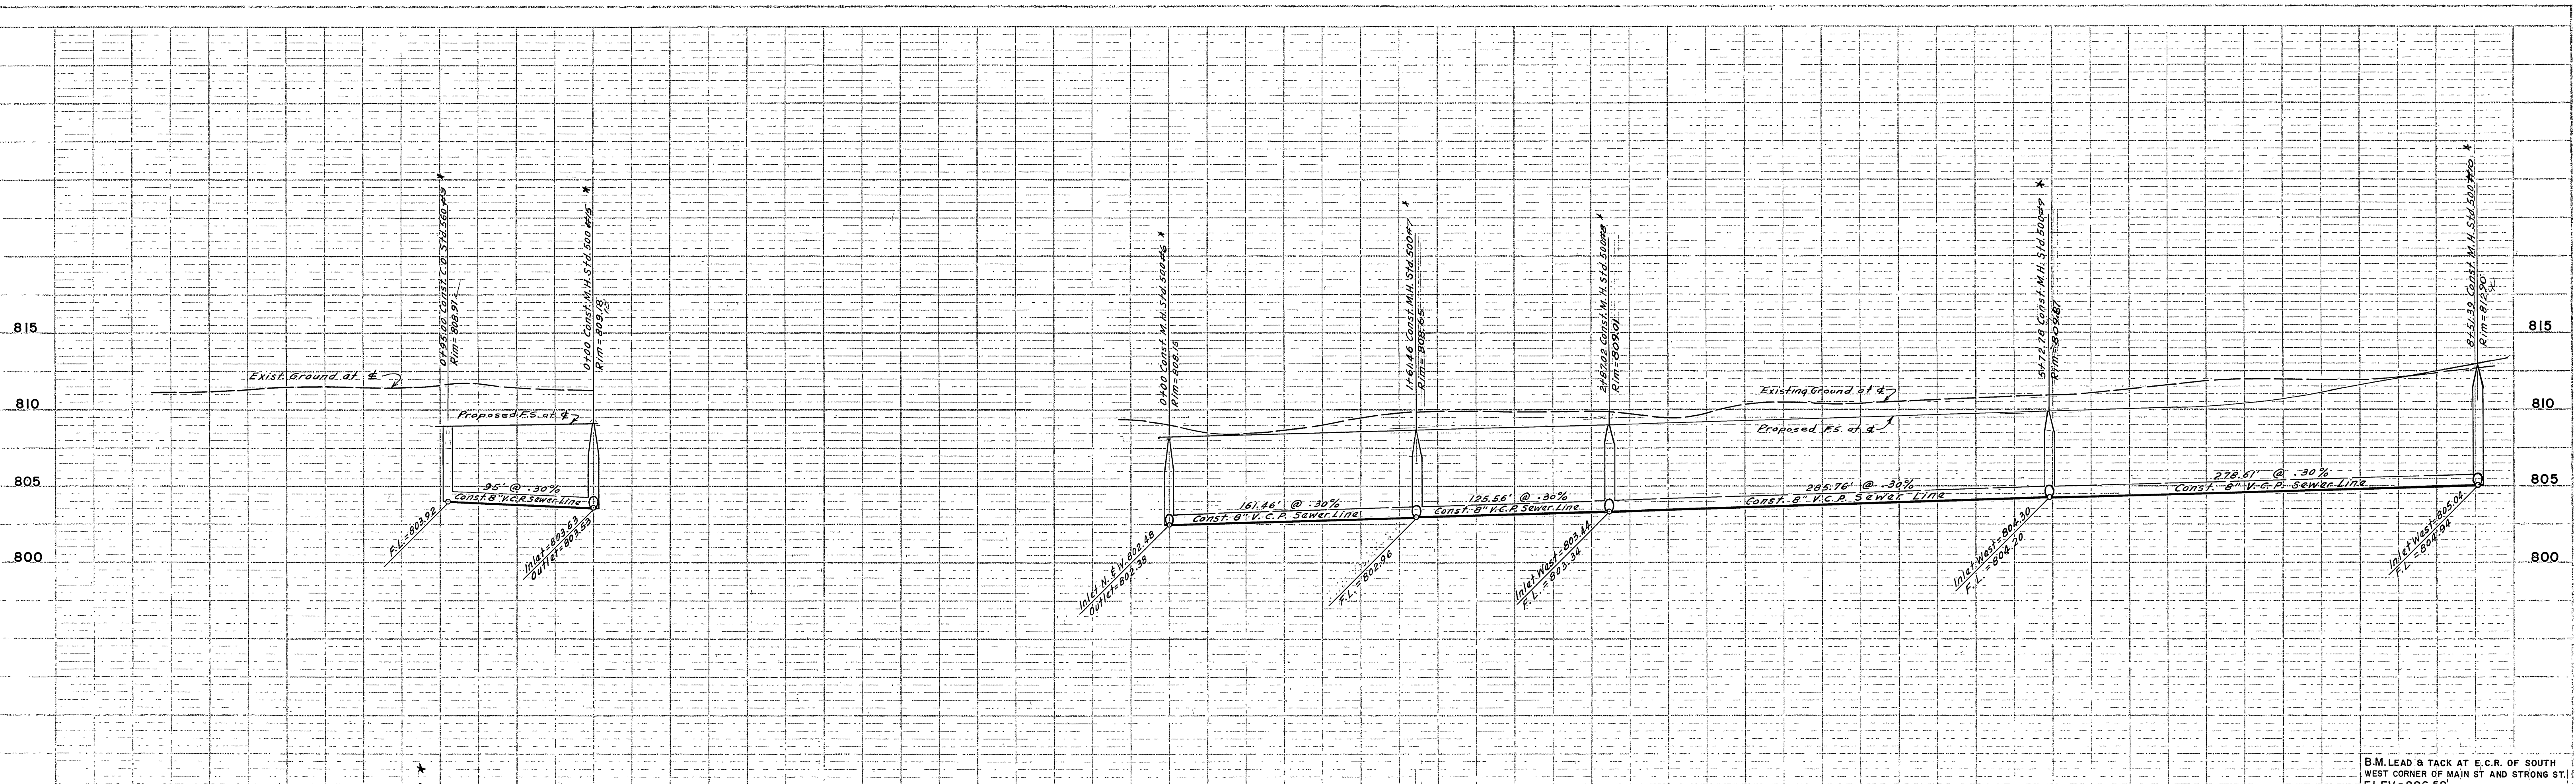 0+95.00 Const. C.O. Std. 560 #9 *
Rim = 808.97
0+00 Const. M.H. Std. 500 #15 *
Rim = 809.18
0+00 Const. M.H. Std. 500 #6 *
Rim = 808.15
1+61.46 Const. M.H. Std. 500 #7 *
Rim = 808.65
2+87.02 Const. M.H. Std. 500 #8 *
Rim = 809.01
5+72.78 Const. M.H. Std. 500 #9 *
Rim = 809.81
8+51.39 Const. M.H. Std. 500 #10 *
Rim = 812.90
815
815
Exist. Ground at ℄
Existing Ground at ℄
810
810
Proposed F.S. at ℄
Proposed F.S. at ℄
805
805
95' @ .30%
Const. 8" V.C.P. Sewer Line
161.46' @ .30%
Const. 8" V.C.P. Sewer Line
125.56' @ .30%
Const. 8" V.C.P. Sewer Line
285.76' @ .30%
Const. 8" V.C.P. Sewer Line
278.61' @ .30%
Const. 8" V.C.P. Sewer Line
800
800
F.L. = 803.92
Inlet = 803.63
Outlet = 803.53
Inlet N. & W. 802.48
Outlet = 802.38
F.L. = 802.96
Inlet West = 803.44
F.L. = 803.34
Inlet West = 804.30
F.L. = 804.20
Inlet West = 805.04
F.L. = 804.94
*
B.M. LEAD & TACK AT E.C.R. OF SOUTH
WEST CORNER OF MAIN ST AND STRONG ST.